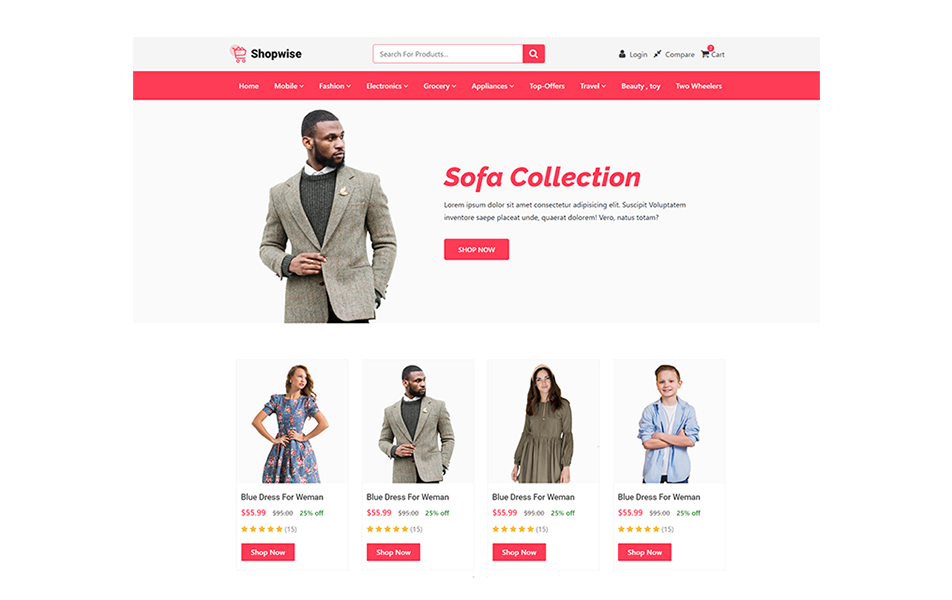 Shopwise
Search For Products...
Login Compare 2 Cart
Home Mobile Fashion Electronics Grocery Appliances Top-Offers Travel Beauty , toy Two Wheelers
Sofa Collection
Lorem ipsum dolor sit amet consectetur adipisicing elit. Suscipit Voluptatem
inventore saepe placeat unde, quaerat dolorem! Vero, natus totam?
SHOP NOW
Blue Dress For Weman
$55.99 $95.00 25% off
(15)
Shop Now
Blue Dress For Weman
$55.99 $95.00 25% off
(15)
Shop Now
Blue Dress For Weman
$55.99 $95.00 25% off
(15)
Shop Now
Blue Dress For Weman
$55.99 $95.00 25% off
(15)
Shop Now